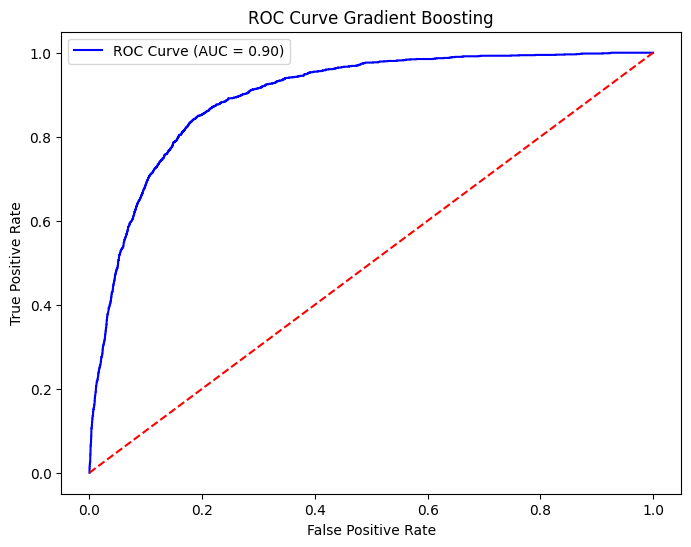 ROC Curve Gradient Boosting
ROC Curve (AUC = 0.90)
True Positive Rate
1.0
0.8
0.6
0.4
0.2
0.0
0.0 0.2 0.4 0.6 0.8 1.0
False Positive Rate